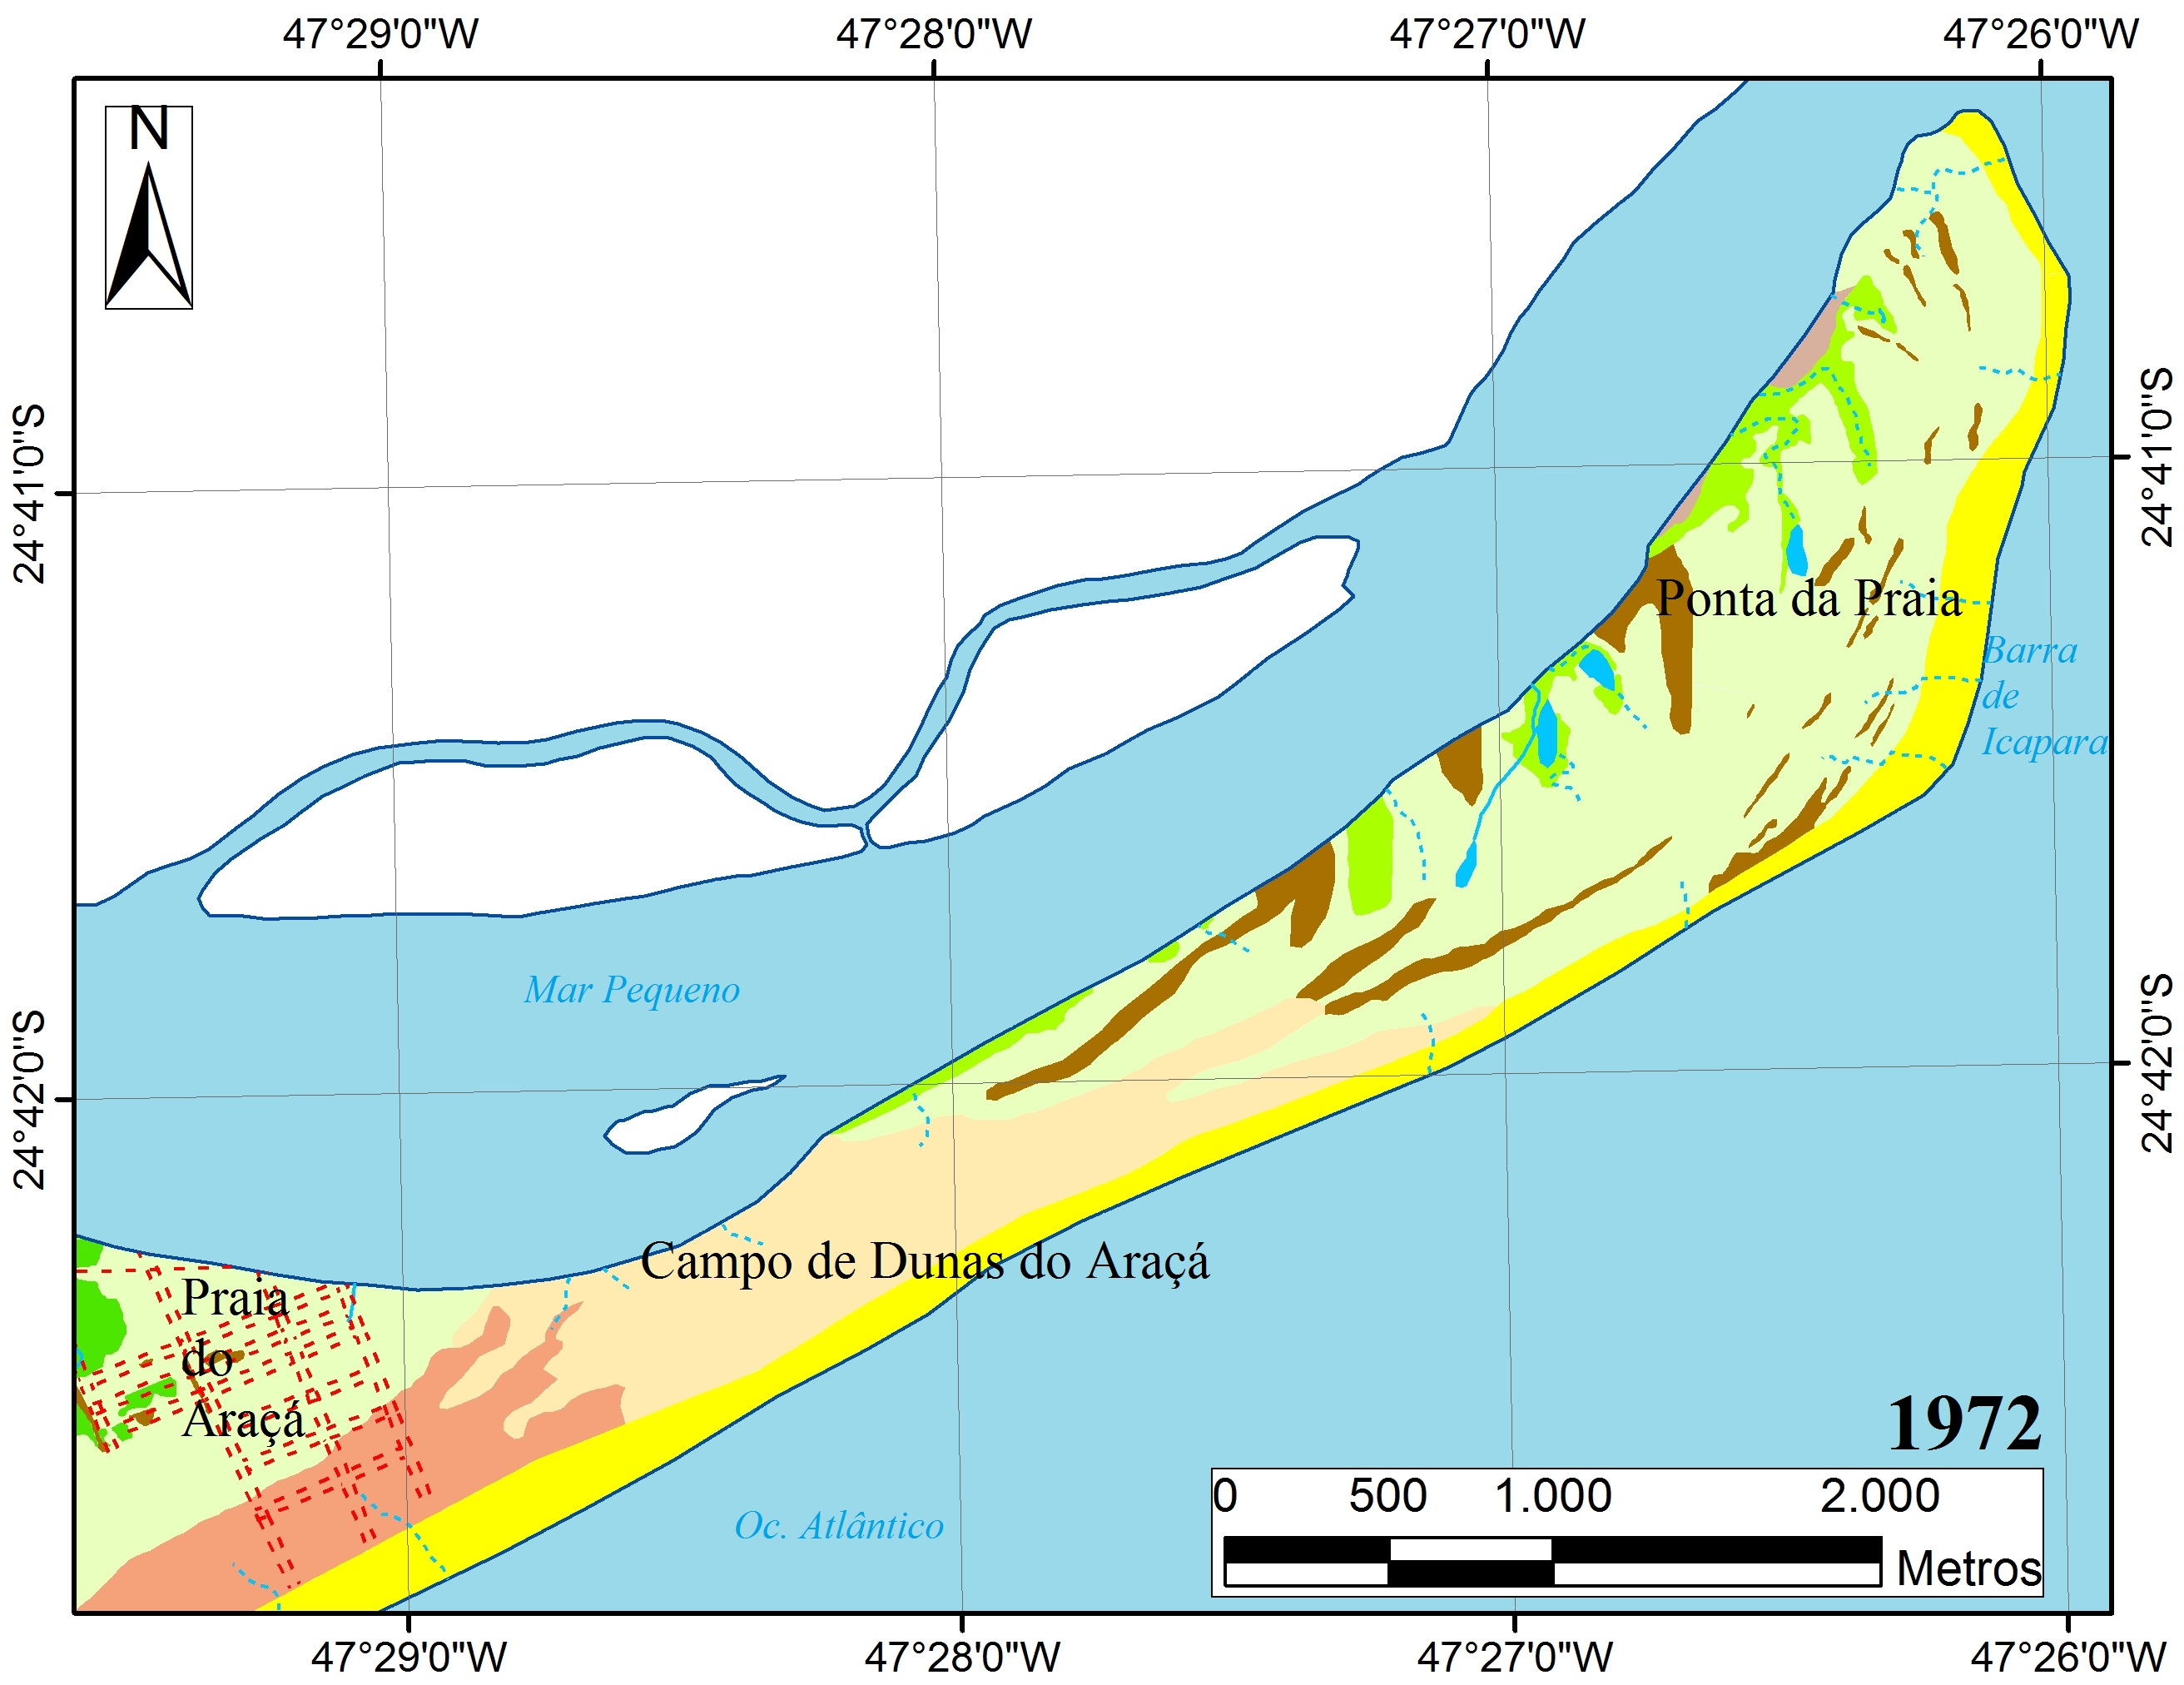 47°29'0"W
47°28'0"W
47°27'0"W
47°26'0"W
N
24°41'0"S
24°41'0"S
Ponta da Praia
Barra
de
Icapara
Mar Pequeno
24°42'0"S
24°42'0"S
Campo de Dunas do Araçá
Praia
do
Araçá
1972
Oc. Atlântico
0 500 1.000 2.000
Metros
47°29'0"W
47°28'0"W
47°27'0"W
47°26'0"W